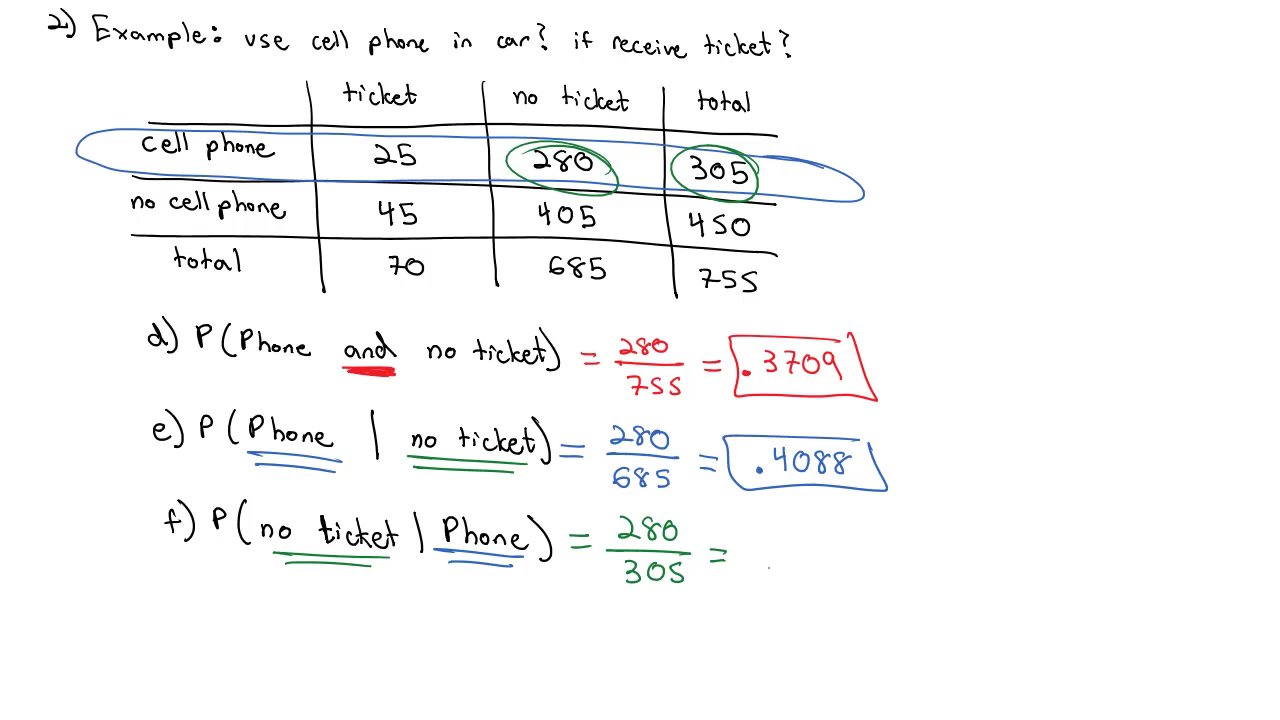 2) Example: use cell phone in car? if receive ticket?
ticket no ticket total
cell phone 25 280 305
no cell phone 45 405 450
total 70 685 755
d) P(Phone and no ticket) = 280/755 = .3709
e) P(Phone | no ticket) = 280/685 = .4088
f) P(no ticket | Phone) = 280/305 =